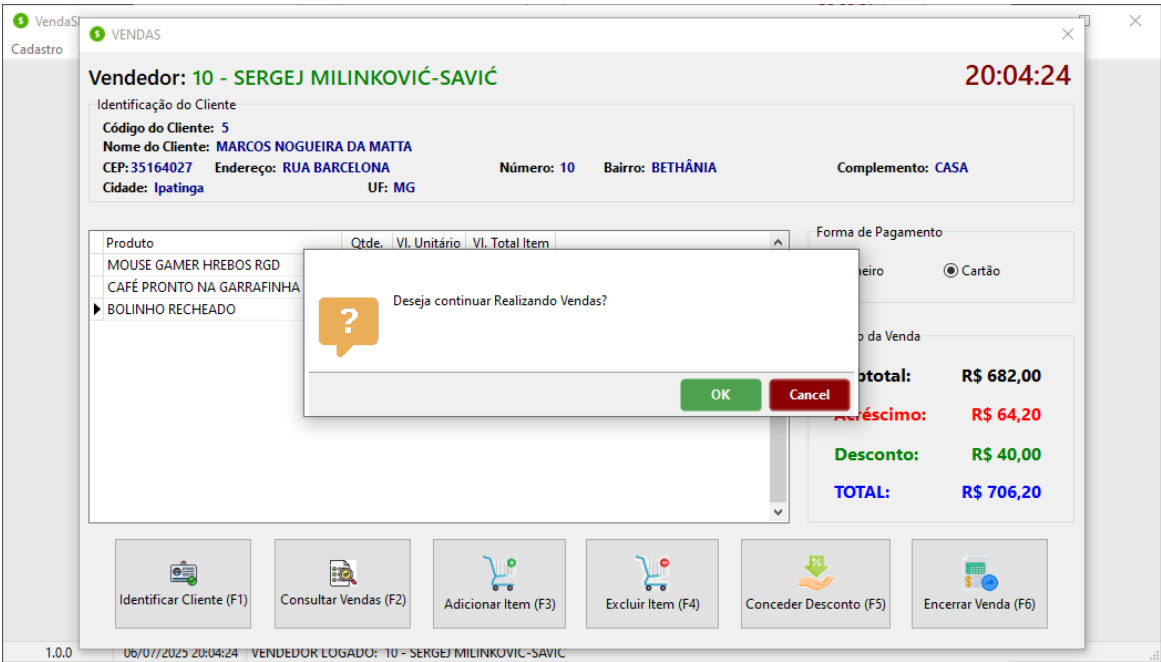 VendaS
Cadastro
VENDAS
Vendedor: 10 - SERGEJ MILINKOVIĆ-SAVIĆ
20:04:24
Identificação do Cliente
Código do Cliente: 5
Nome do Cliente: MARCOS NOGUEIRA DA MATTA
CEP:35164027 Endereço: RUA BARCELONA Número: 10 Bairro: BETHÂNIA Complemento: CASA
Cidade: Ipatinga UF: MG
Produto Qtde. Vl. Unitário Vl. Total Item
MOUSE GAMER HREBOS RGD
CAFÉ PRONTO NA GARRAFINHA
BOLINHO RECHEADO
Deseja continuar Realizando Vendas?
OK Cancel
Forma de Pagamento
heiro Cartão
da Venda
btotal: R$ 682,00
Acréscimo: R$ 64,20
Desconto: R$ 40,00
TOTAL: R$ 706,20
Identificar Cliente (F1) Consultar Vendas (F2) Adicionar Item (F3) Excluir Item (F4) Conceder Desconto (F5) Encerrar Venda (F6)
1.0.0 06/07/2025 20:04:24 VENDEDOR LOGADO: 10 - SERGEJ MILINKOVIC-SAVIC